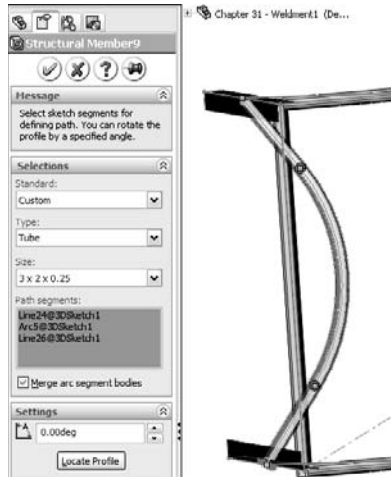 Chapter 31 - Weldment1 (De...
Structural Member9
Message
Select sketch segments for
defining path. You can rotate the
profile by a specified angle.
Selections
Standard:
Custom
Type:
Tube
Size:
3 x 2 x 0.25
Path segments:
Line24@3DSketch1
Arc5@3DSketch1
Line26@3DSketch1
Merge arc segment bodies
Settings
0.00deg
Locate Profile